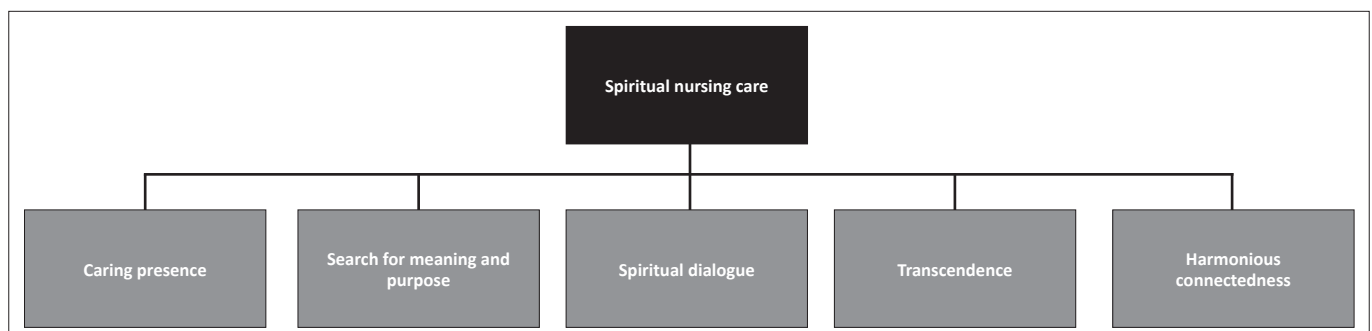 Spiritual nursing care
Caring presence
Search for meaning and
purpose
Spiritual dialogue
Transcendence
Harmonious
connectedness